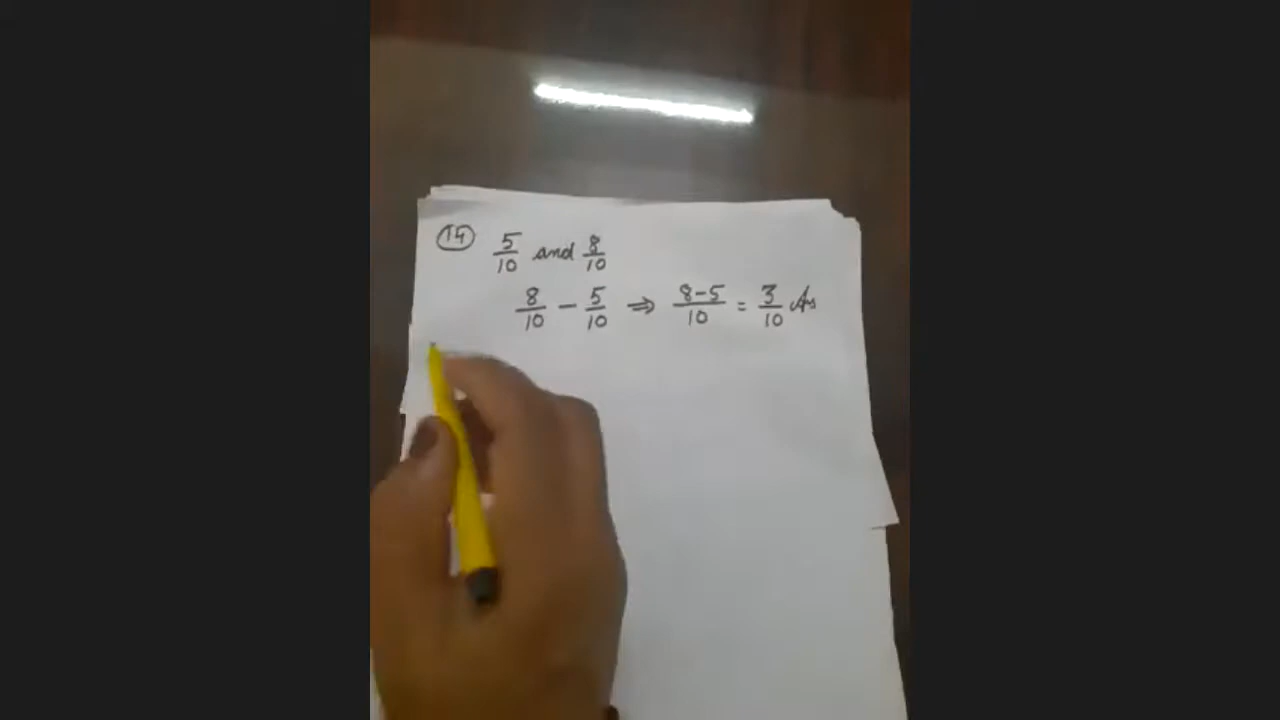 14 5/10 and 8/10
8/10 - 5/10 ⇒ 8-5/10 = 3/10 Ans